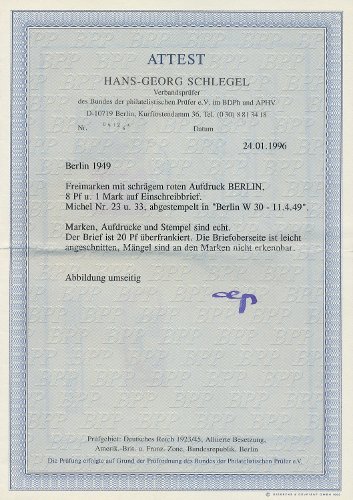 ATTEST
HANS-GEORG SCHLEGEL
Verbandsprüfer
des Bundes der philatelistischen Prüfer e.V. im BDPh und APHV
D-10719 Berlin, Kurfürstendamm 36, Tel. (0 30) 8 81 34 18
Nr. Datum
24.01.1996
Berlin 1949
Freimarken mit schrägem roten Aufdruck BERLIN,
8 Pf u. 1 Mark auf Einschreibbrief.
Michel Nr. 23 u. 33, abgestempelt in "Berlin W 30 - 11.4.49".
Marken, Aufdrucke und Stempel sind echt.
Der Brief ist 20 Pf überfrankiert. Die Briefoberseite ist leicht
angeschnitten, Mängel sind an den Marken nicht erkennbar.
Abbildung umseitig
Prüfgebiet: Deutsches Reich 1923/45, Alliierte Besetzung,
Amerik.-Brit. u. Franz. Zone, Bundesrepublik, Berlin
Die Prüfung erfolgte auf Grund der Prüfordnung des Bundes der Philatelistischen Prüfer e.V.